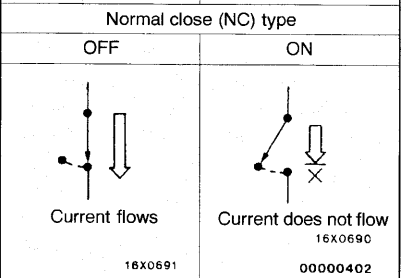 Normal close (NC) type
OFF
ON
Current flows
Current does not flow
16X0690
16X0691
00000402